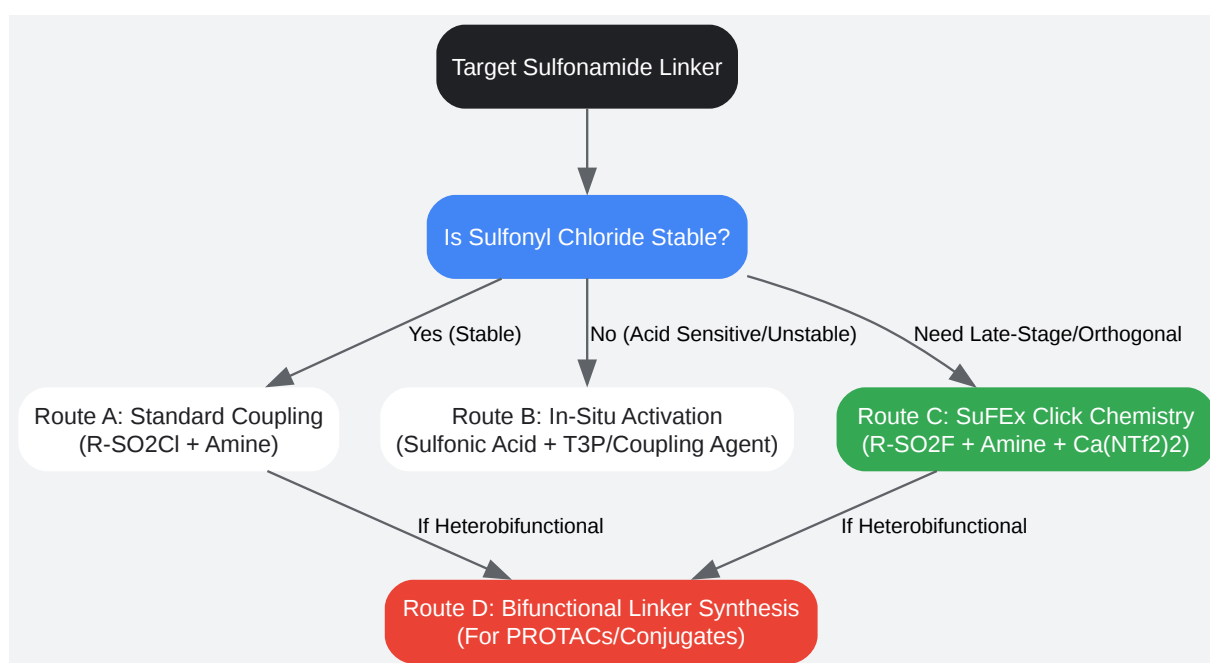 Target Sulfonamide Linker
Is Sulfonyl Chloride Stable?
Yes (Stable)
No (Acid Sensitive/Unstable)
Need Late-Stage/Orthogonal
Route A: Standard Coupling
(R-SO2Cl + Amine)
Route B: In-Situ Activation
(Sulfonic Acid + T3P/Coupling Agent)
Route C: SuFEx Click Chemistry
(R-SO2F + Amine + Ca(NTf2)2)
If Heterobifunctional
If Heterobifunctional
Route D: Bifunctional Linker Synthesis
(For PROTACs/Conjugates)